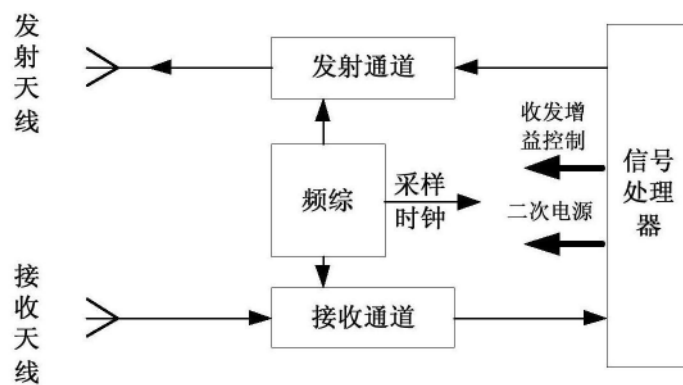 发射天线
发射通道
收发增
益控制
频综
采样
时钟
信号
处理
器
二次电源
接收天线
接收通道